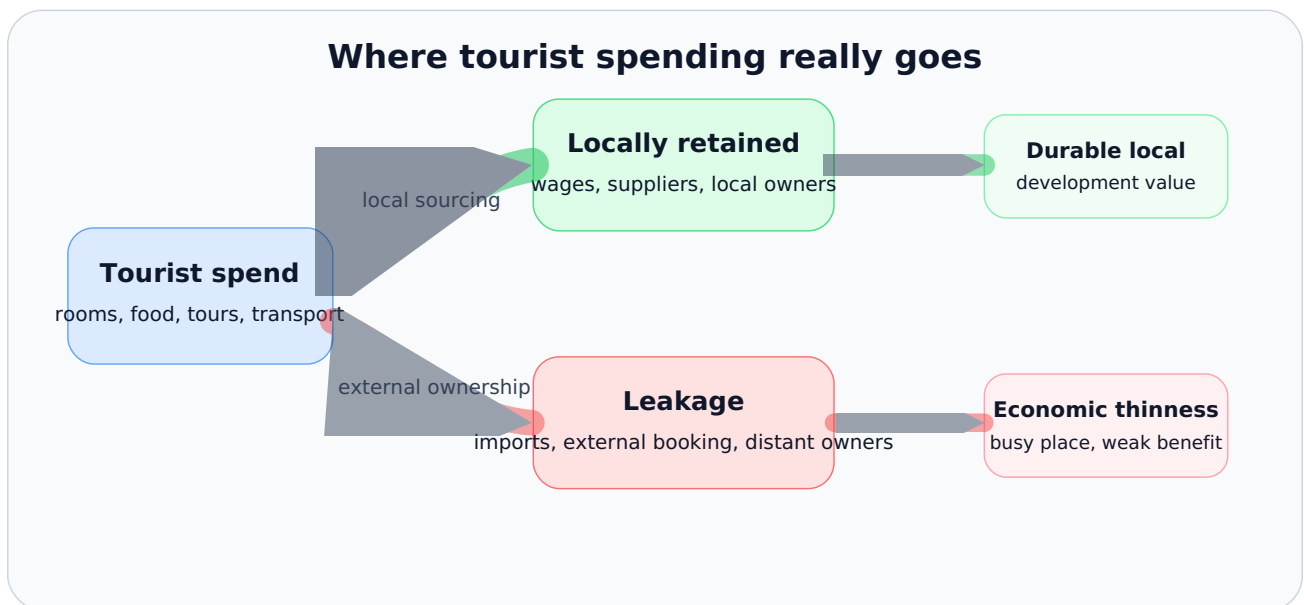 Where tourist spending really goes
Locally retained
wages, suppliers, local owners
Durable local
development value
local sourcing
Tourist spend
rooms, food, tours, transport
external ownership
Leakage
imports, external booking, distant owners
Economic thinness
busy place, weak benefit